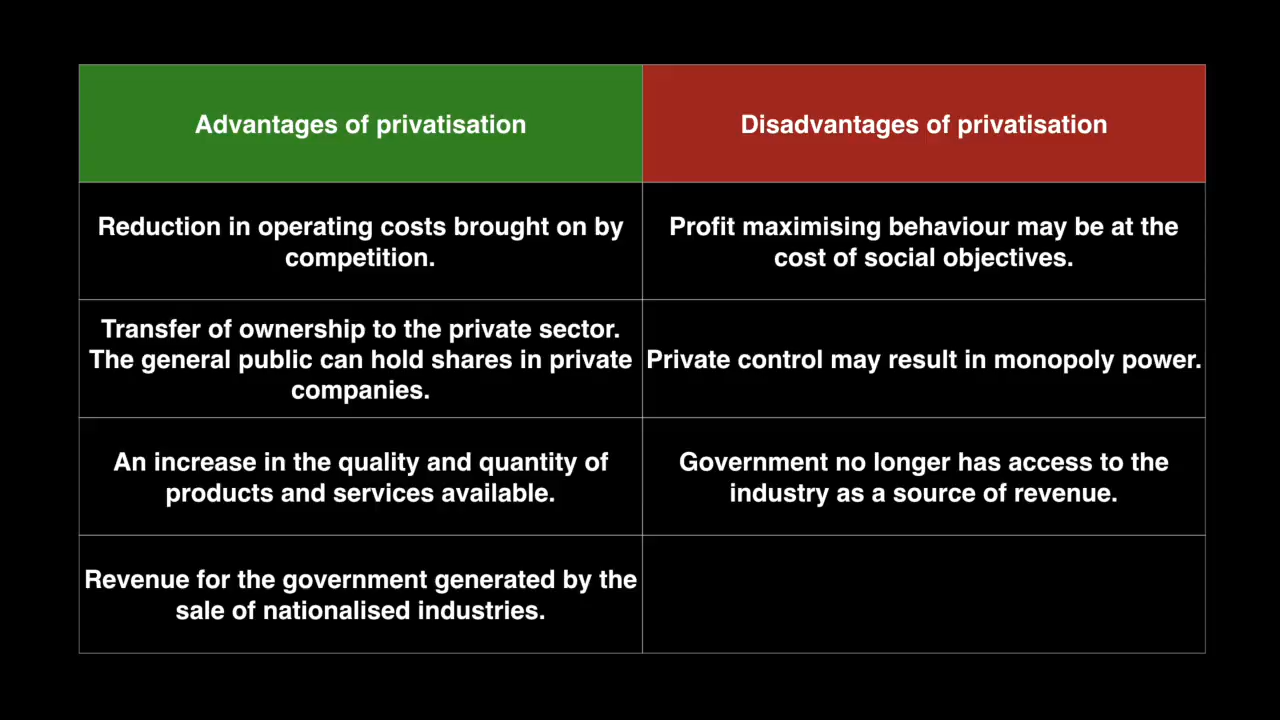 Advantages of privatisation
Disadvantages of privatisation
Reduction in operating costs brought on by
competition.
Profit maximising behaviour may be at the
cost of social objectives.
Transfer of ownership to the private sector.
The general public can hold shares in private
companies.
Private control may result in monopoly power.
An increase in the quality and quantity of
products and services available.
Government no longer has access to the
industry as a source of revenue.
Revenue for the government generated by the
sale of nationalised industries.